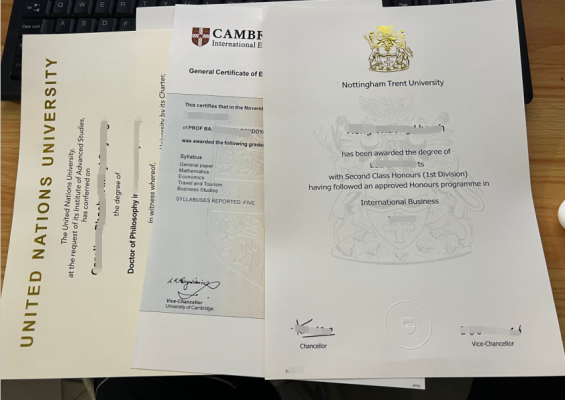 UNITED NATIONS UNIVERSITY
The United Nations University,
at the request of its Institute of Advanced Studies,
has conferred on
the degree of
Doctor of Philosophy
In witness whereof,
by its Charter,
CAMBR
International E
General Certificate of E
This certifies that in the Novem
of PROF BA
was awarded the following grade
Syllabus
General paper
Mathematics
Economics
Travel and Tourism
Business Studies
SYLLABUSES REPORTED: FIVE
Vice-Chancellor
University of Cambridge
Nottingham Trent University
has been awarded the degree of
with Second Class Honours (1st Division)
having followed an approved Honours programme in
International Business
Chancellor
Vice-Chancellor